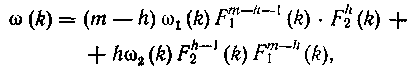 ω (k) = (m — h) ω₁ (k) F₁^{m−h−1} (k) · F₂^{h} (k) +
+ hω₂ (k) F₂^{h−1} (k) F₁^{m−h} (k),